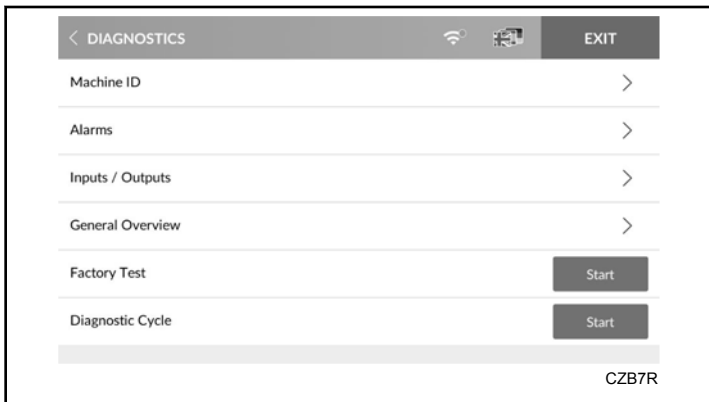 < DIAGNOSTICS EXIT
Machine ID >
Alarms >
Inputs / Outputs >
General Overview >
Factory Test Start
Diagnostic Cycle Start
CZB7R